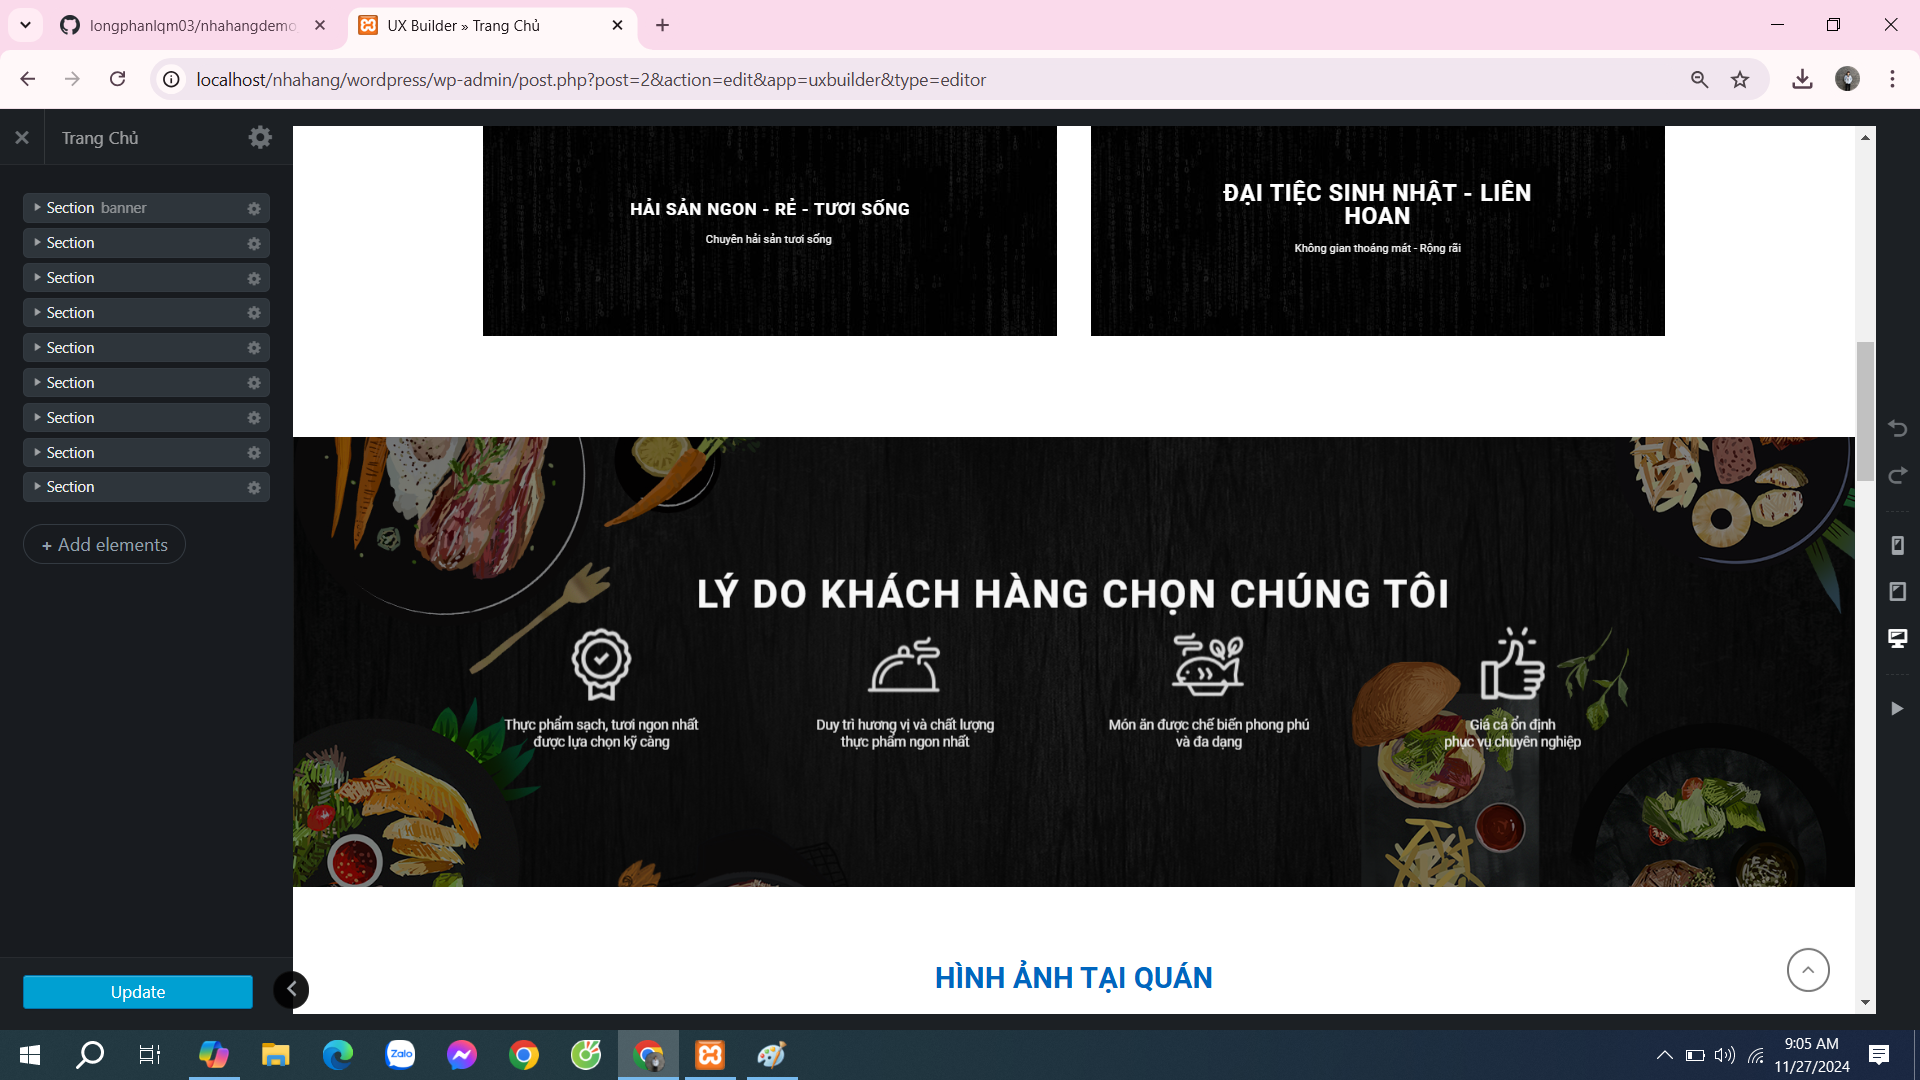 longphanlqm03/nhahangdemo
UX Builder » Trang Chủ
localhost/nhahang/wordpress/wp-admin/post.php?post=2&action=edit&app=uxbuilder&type=editor
Trang Chủ
Section banner
Section
Section
Section
Section
Section
Section
Section
Section
+ Add elements
Update
HẢI SẢN NGON - RẺ - TƯƠI SỐNG
Chuyên hải sản tươi sống
ĐẠI TIỆC SINH NHẬT - LIÊN
HOAN
Không gian thoáng mát - Rộng rãi
LÝ DO KHÁCH HÀNG CHỌN CHÚNG TÔI
Thực phẩm sạch, tươi ngon nhất
được lựa chọn kỹ càng
Duy trì hương vị và chất lượng
thực phẩm ngon nhất
Món ăn được chế biến phong phú
và đa dạng
Giá cả ổn định
phục vụ chuyên nghiệp
HÌNH ẢNH TẠI QUÁN
Zalo
9:05 AM
11/27/2024